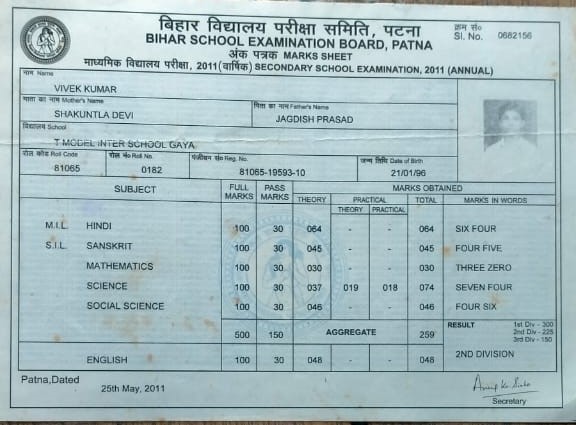 बिहार विद्यालय परीक्षा समिति, पटना
क्रम सं०
BIHAR SCHOOL EXAMINATION BOARD, PATNA
Sl. No. 0682156
अंक पत्रक MARKS SHEET
माध्यमिक विद्यालय परीक्षा, 2011(वार्षिक) SECONDARY SCHOOL EXAMINATION, 2011 (ANNUAL)
नाम Name
VIVEK KUMAR
माता का नाम Mother's Name पिता का नाम Father's Name
SHAKUNTLA DEVI JAGDISH PRASAD
विद्यालय School
T MODEL INTER SCHOOL GAYA
रोल कोड Roll Code रोल नं० Roll No. पंजीयन सं० Reg. No. जन्म तिथि Date of Birth
81065 0182 81065-19593-10 21/01/96
SUBJECT FULL MARKS PASS MARKS MARKS OBTAINED
THEORY PRACTICAL TOTAL MARKS IN WORDS
THEORY PRACTICAL
M.I.L. HINDI 100 30 064 - - 064 SIX FOUR
S.I.L. SANSKRIT 100 30 045 - - 045 FOUR FIVE
MATHEMATICS 100 30 030 - - 030 THREE ZERO
SCIENCE 100 30 037 019 018 074 SEVEN FOUR
SOCIAL SCIENCE 100 30 046 - - 046 FOUR SIX
500 150 AGGREGATE 259 RESULT 1st Div - 300
2nd Div - 225
3rd Div - 150
ENGLISH 100 30 048 - - 048 2ND DIVISION
Patna,Dated
25th May, 2011
Secretary